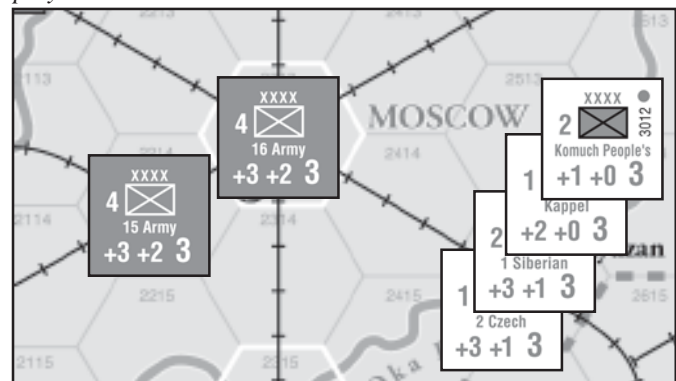 2213
2413
2613
2113
2513
XXXX
4
16 Army
+3 +2 3
MOSCOW
XXXX
2
3012
Komuch People's
+1 +0 3
2414
XXXX
4
15 Army
+3 +2 3
1
Kappel
+2 +0 3
2114
2314
2
1 Siberian
+3 +1 3
zan
2215
2415
2615
1
2 Czech
+3 +1 3
2115
Oka